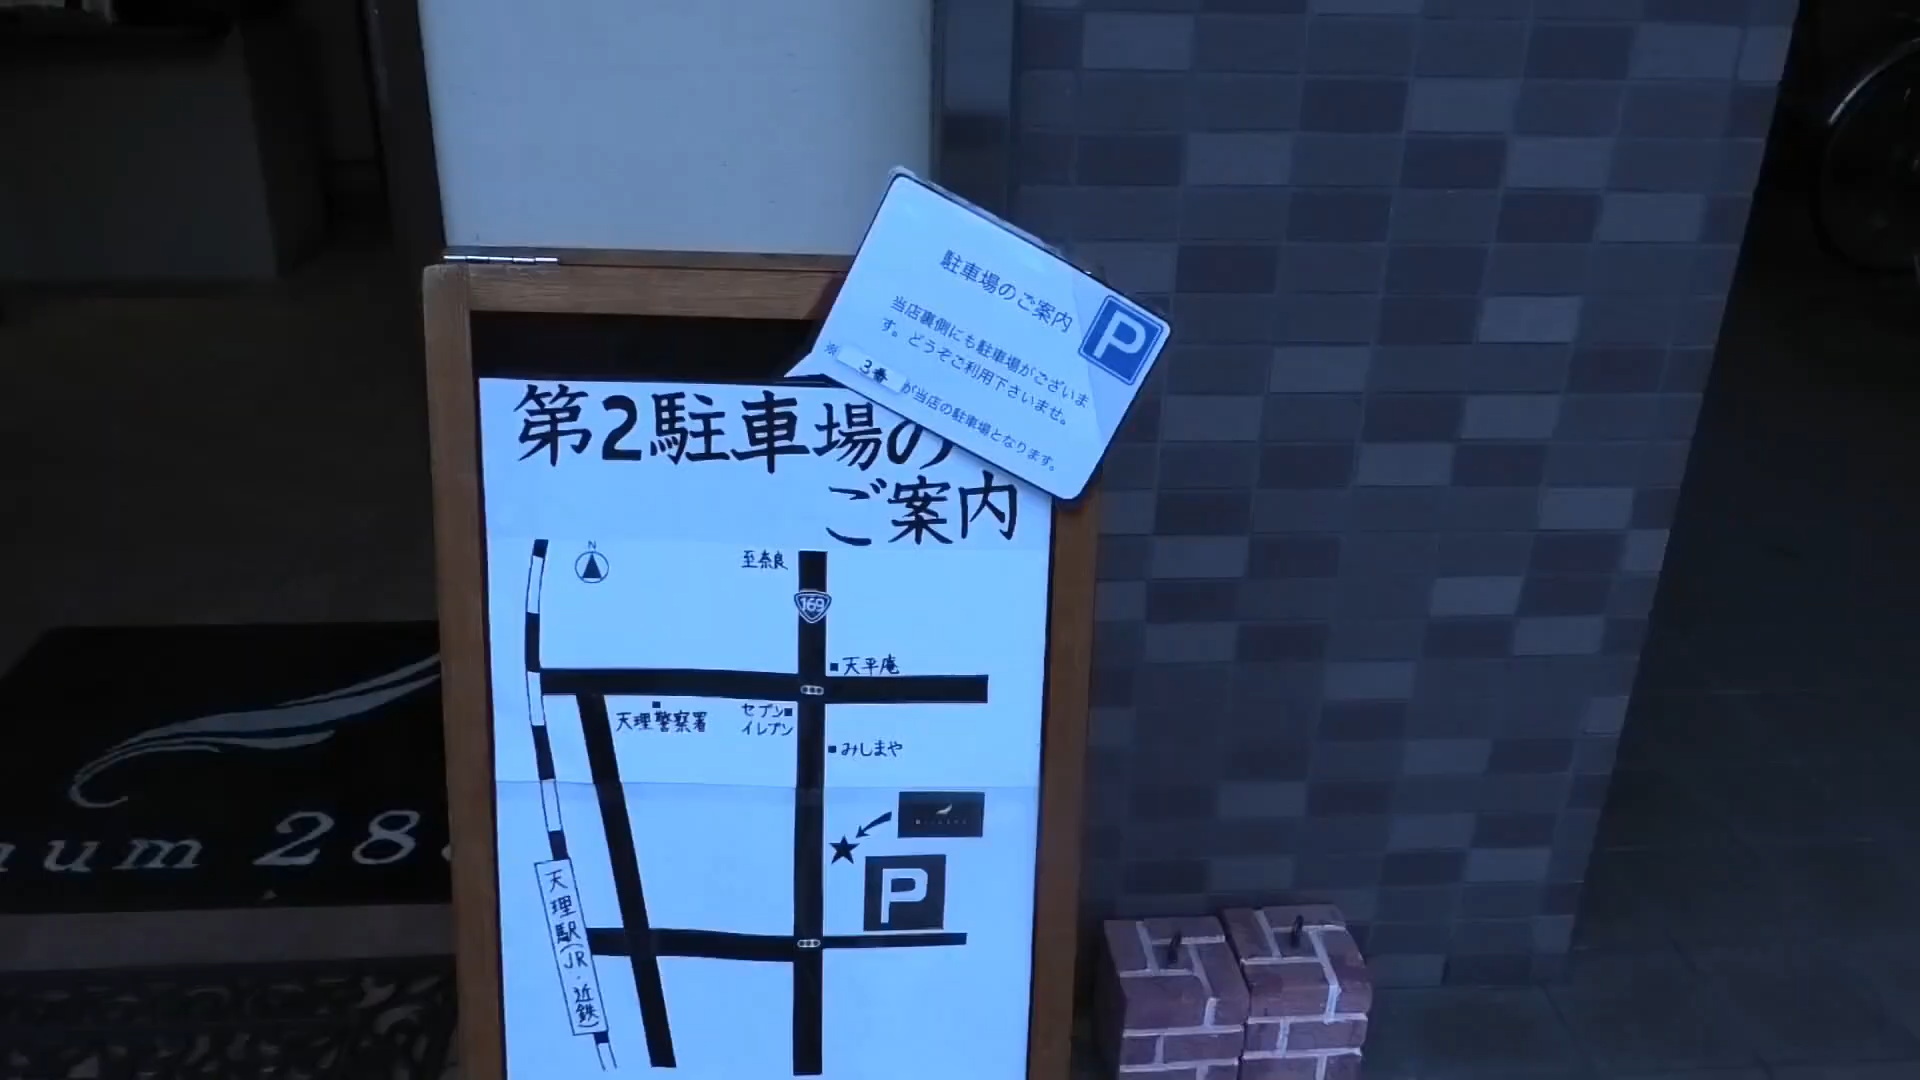 駐車場のご案内
P
当店裏側にも駐車場がございま
す。どうぞご利用下さいませ。
※ 3番 が当店の駐車場となります。
第2駐車場の
ご案内
N
至奈良
169
天平庵
天理警察署
セブン
イレブン
みしまや
P
天理駅(JR・近鉄)
num 28